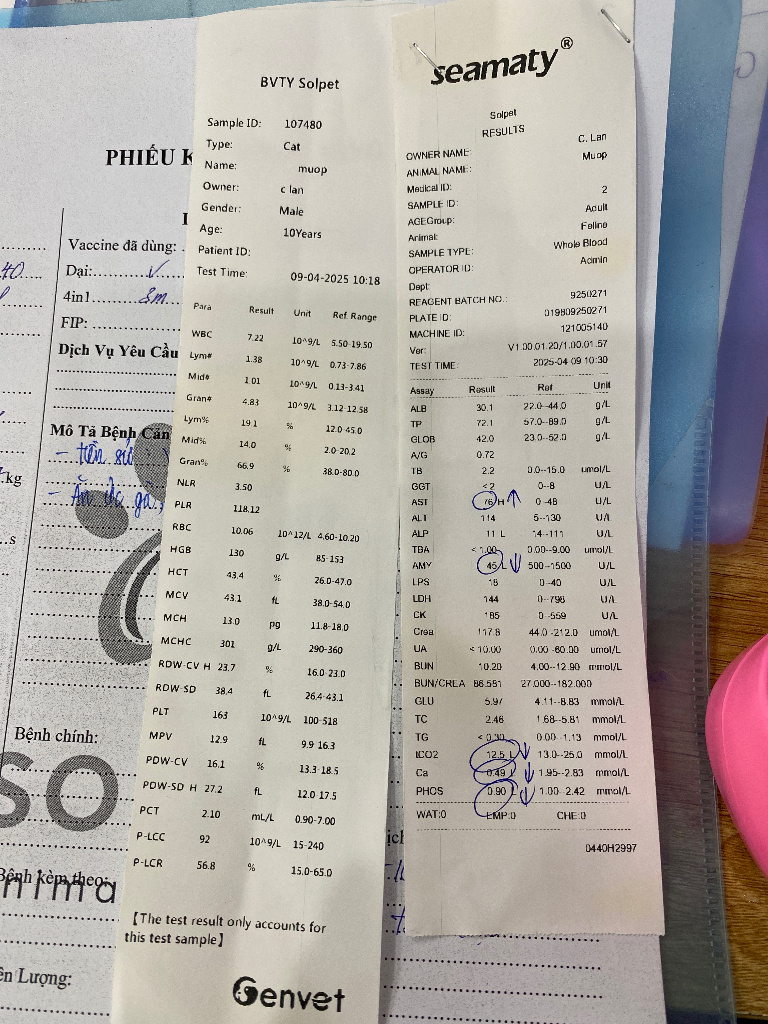 PHIẾU K
Vaccine đã dùng:
Dại: V
4in1 3m
FIP:
Dịch Vụ Yêu Cầu
Mô Tả Bệnh Cán
- tiền sử
- Ăn ức gà,
kg
Bệnh chính:
SO
Bệnh kèm theo:
nima
ên Lượng:
BVTY Solpet
Sample ID: 107480
Type: Cat
Name: muop
Owner: c lan
Gender: Male
Age: 10Years
Patient ID:
Test Time: 09-04-2025 10:18
Para Result Unit Ref. Range
WBC 7.22 10^9/L 5.50-19.50
Lym# 1.38 10^9/L 0.73-7.86
Mid# 1.01 10^9/L 0.13-3.41
Gran# 4.83 10^9/L 3.12-12.58
Lym% 19.1 % 12.0-45.0
Mid% 14.0 % 2.0-20.2
Gran% 66.9 % 38.0-80.0
NLR 3.50
PLR 118.12
RBC 10.06 10^12/L 4.60-10.20
HGB 130 g/L 85-153
HCT 43.4 % 26.0-47.0
MCV 43.1 fL 38.0-54.0
MCH 13.0 pg 11.8-18.0
MCHC 301 g/L 290-360
RDW-CV H 23.7 % 16.0-23.0
RDW-SD 38.4 fL 26.4-43.1
PLT 163 10^9/L 100-518
MPV 12.9 fL 9.9-16.3
PDW-CV 16.1 % 13.3-18.5
PDW-SD H 27.2 fL 12.0-17.5
PCT 2.10 mL/L 0.90-7.00
P-LCC 92 10^9/L 15-240
P-LCR 56.8 % 15.0-65.0
【The test result only accounts for
this test sample】
Genvet
seamaty®
Solpet
RESULTS
OWNER NAME: C. Lan
ANIMAL NAME: Muop
Medical ID:
SAMPLE ID: 2
AGEGroup: Adult
Animal: Feline
SAMPLE TYPE: Whole Blood
OPERATOR ID: Admin
Dept:
REAGENT BATCH NO.: 9250271
PLATE ID: 019809250271
MACHINE ID: 121005140
Ver: V1.00.01.20/1.00.01.57
TEST TIME: 2025-04-09 10:30
Assay Result Ref Unit
ALB 30.1 22.0--44.0 g/L
TP 72.1 57.0--89.0 g/L
GLOB 42.0 23.0--52.0 g/L
A/G 0.72
TB 2.2 0.0--15.0 umol/L
GGT <2 0--8 U/L
AST 76 H ↑ 0--48 U/L
ALT 114 5--130 U/L
ALP 11 L 14--111 U/L
TBA < 1.00 0.00--9.00 umol/L
AMY 45 L ↓ 500--1500 U/L
LPS 18 0--40 U/L
LDH 144 0--798 U/L
CK 185 0--559 U/L
Crea 117.8 44.0--212.0 umol/L
UA < 10.00 0.00--60.00 umol/L
BUN 10.20 4.00--12.90 mmol/L
BUN/CREA 86.581 27.000--182.000
GLU 5.97 4.11--8.83 mmol/L
TC 2.46 1.68--5.81 mmol/L
TG < 0.30 0.00--1.13 mmol/L
tCO2 12.5 L ↓ 13.0--25.0 mmol/L
Ca 0.49 L ↓ 1.95--2.83 mmol/L
PHOS 0.90 L ↓ 1.00--2.42 mmol/L
WAT:0 EMP:0 CHE:0
0440H2997